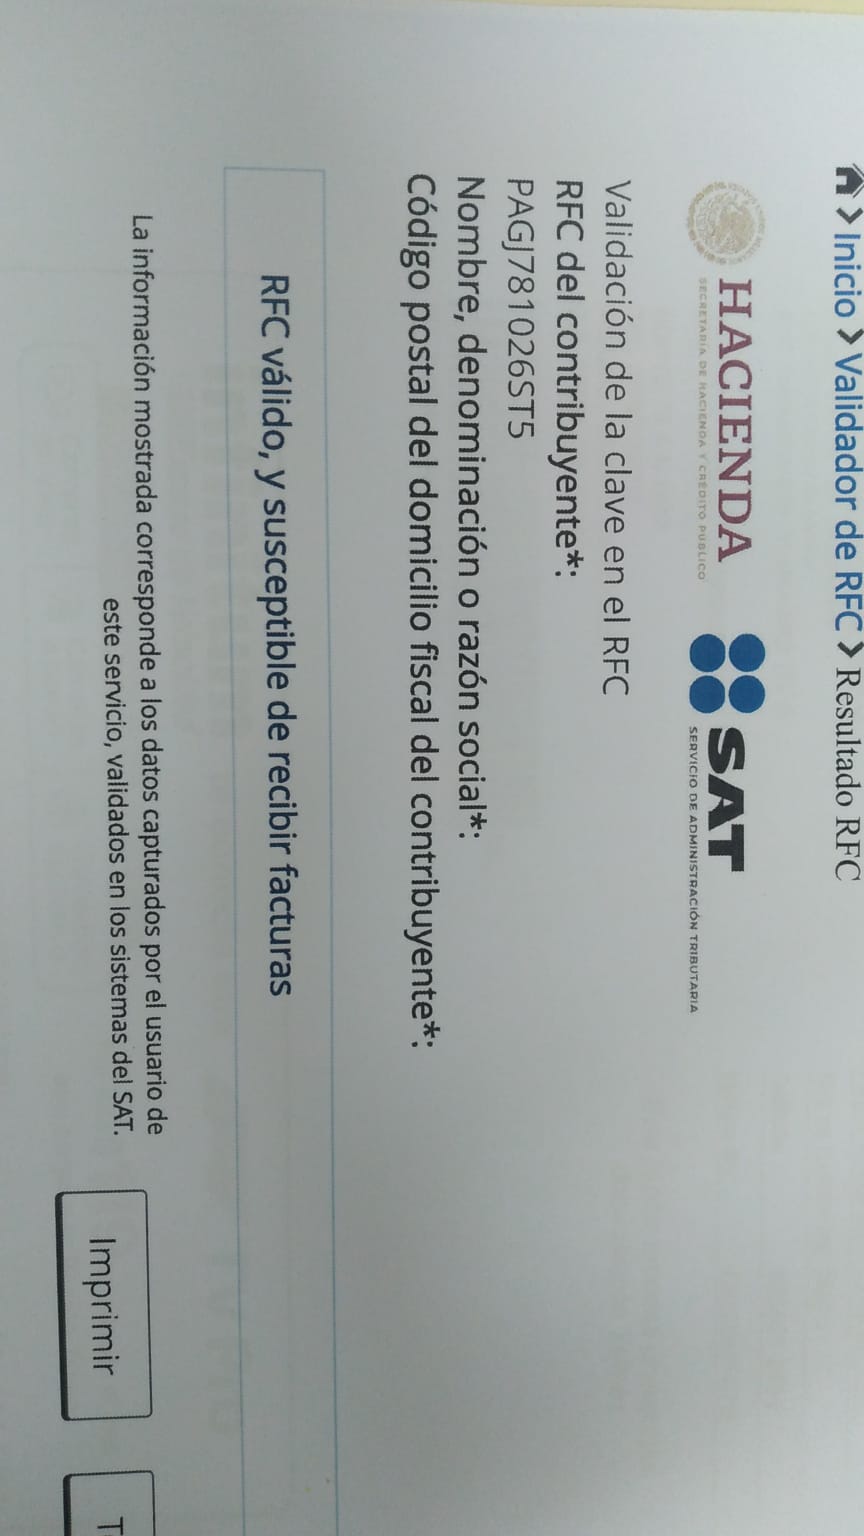 Inicio > Validador de RFC > Resultado RFC
HACIENDA
SECRETARÍA DE HACIENDA Y CRÉDITO PÚBLICO
SAT
SERVICIO DE ADMINISTRACIÓN TRIBUTARIA
Validación de la clave en el RFC
RFC del contribuyente*:
PAGJ781026ST5
Nombre, denominación o razón social*:
Código postal del domicilio fiscal del contribuyente*:
RFC válido, y susceptible de recibir facturas
La información mostrada corresponde a los datos capturados por el usuario de
este servicio, validados en los sistemas del SAT.
Imprimir